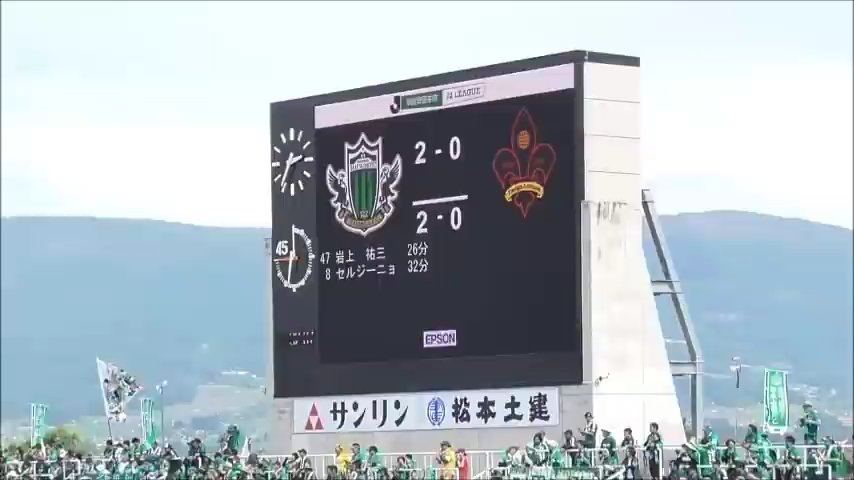 J2 LEAGUE
2 - 0
2 - 0
47 岩上 祐三 26分
8 セルジーニョ 32分
45
EPSON
サンリン 松本土建